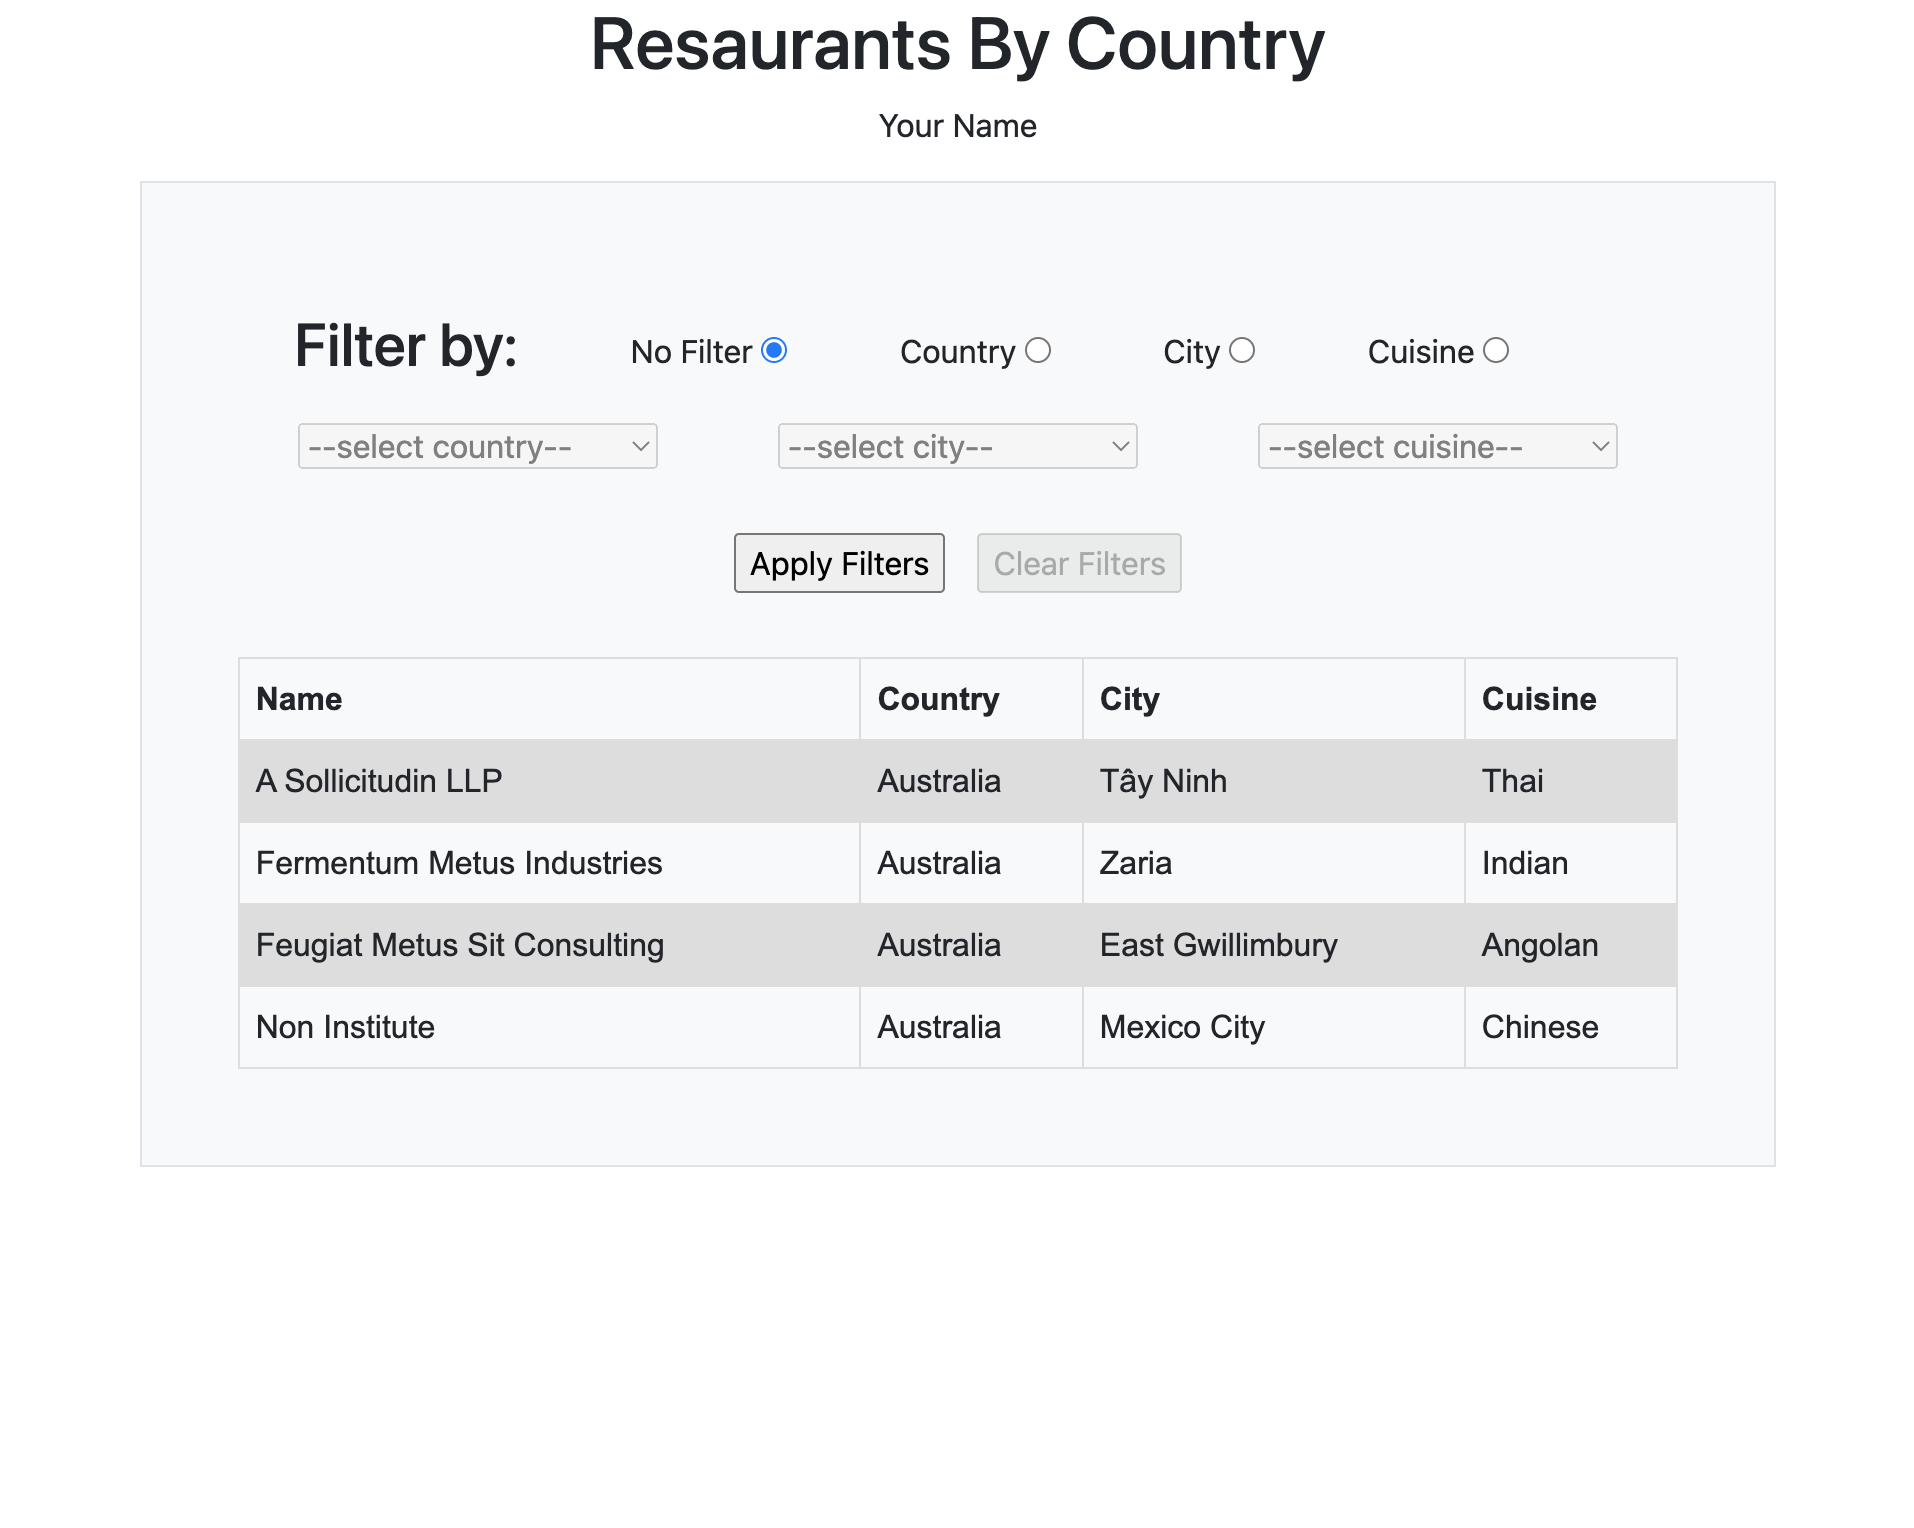 Resaurants By Country
Your Name
Filter by: No Filter Country City Cuisine
--select country-- --select city-- --select cuisine--
Apply Filters Clear Filters
Name Country City Cuisine
A Sollicitudin LLP Australia Tây Ninh Thai
Fermentum Metus Industries Australia Zaria Indian
Feugiat Metus Sit Consulting Australia East Gwillimbury Angolan
Non Institute Australia Mexico City Chinese